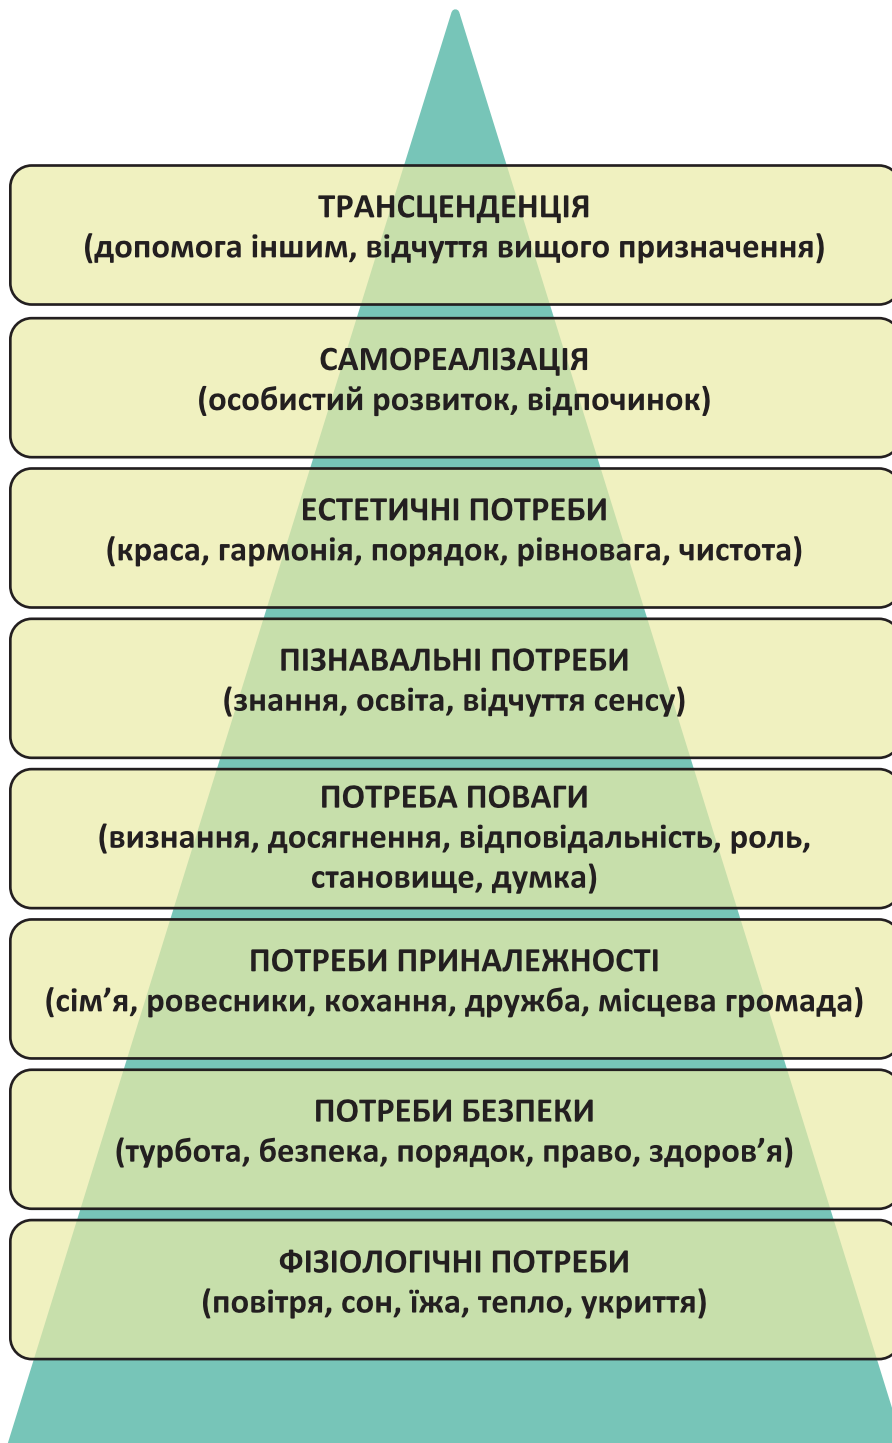 ТРАНСЦЕНДЕНЦІЯ
(допомога іншим, відчуття вищого призначення)
САМОРЕАЛІЗАЦІЯ
(особистий розвиток, відпочинок)
ЕСТЕТИЧНІ ПОТРЕБИ
(краса, гармонія, порядок, рівновага, чистота)
ПІЗНАВАЛЬНІ ПОТРЕБИ
(знання, освіта, відчуття сенсу)
ПОТРЕБА ПОВАГИ
(визнання, досягнення, відповідальність, роль,
становище, думка)
ПОТРЕБИ ПРИНАЛЕЖНОСТІ
(сім’я, ровесники, кохання, дружба, місцева громада)
ПОТРЕБИ БЕЗПЕКИ
(турбота, безпека, порядок, право, здоров’я)
ФІЗІОЛОГІЧНІ ПОТРЕБИ
(повітря, сон, їжа, тепло, укриття)